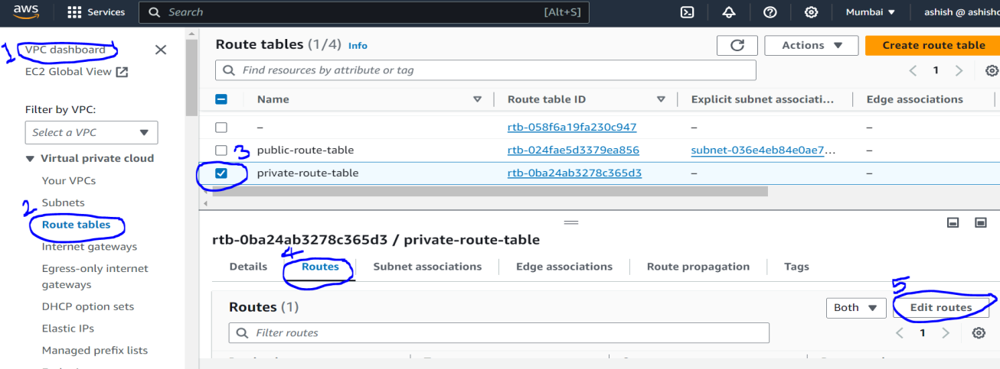 aws Services Search [Alt+S] Mumbai ashish @ ashish
1 VPC dashboard
EC2 Global View
Filter by VPC:
Select a VPC
Virtual private cloud
Your VPCs
Subnets
2 Route tables
Internet gateways
Egress-only internet
gateways
DHCP option sets
Elastic IPs
Managed prefix lists
Route tables (1/4) Info Actions Create route table
Find resources by attribute or tag 1
Name Route table ID Explicit subnet associati... Edge associations
– rtb-058f6a19fa230c947 – –
3 public-route-table rtb-024fae5d3379ea856 subnet-036e4eb84e0ae7... –
private-route-table rtb-0ba24ab3278c365d3 – –
rtb-0ba24ab3278c365d3 / private-route-table
4
Details Routes Subnet associations Edge associations Route propagation Tags
5
Routes (1) Both Edit routes
Filter routes 1